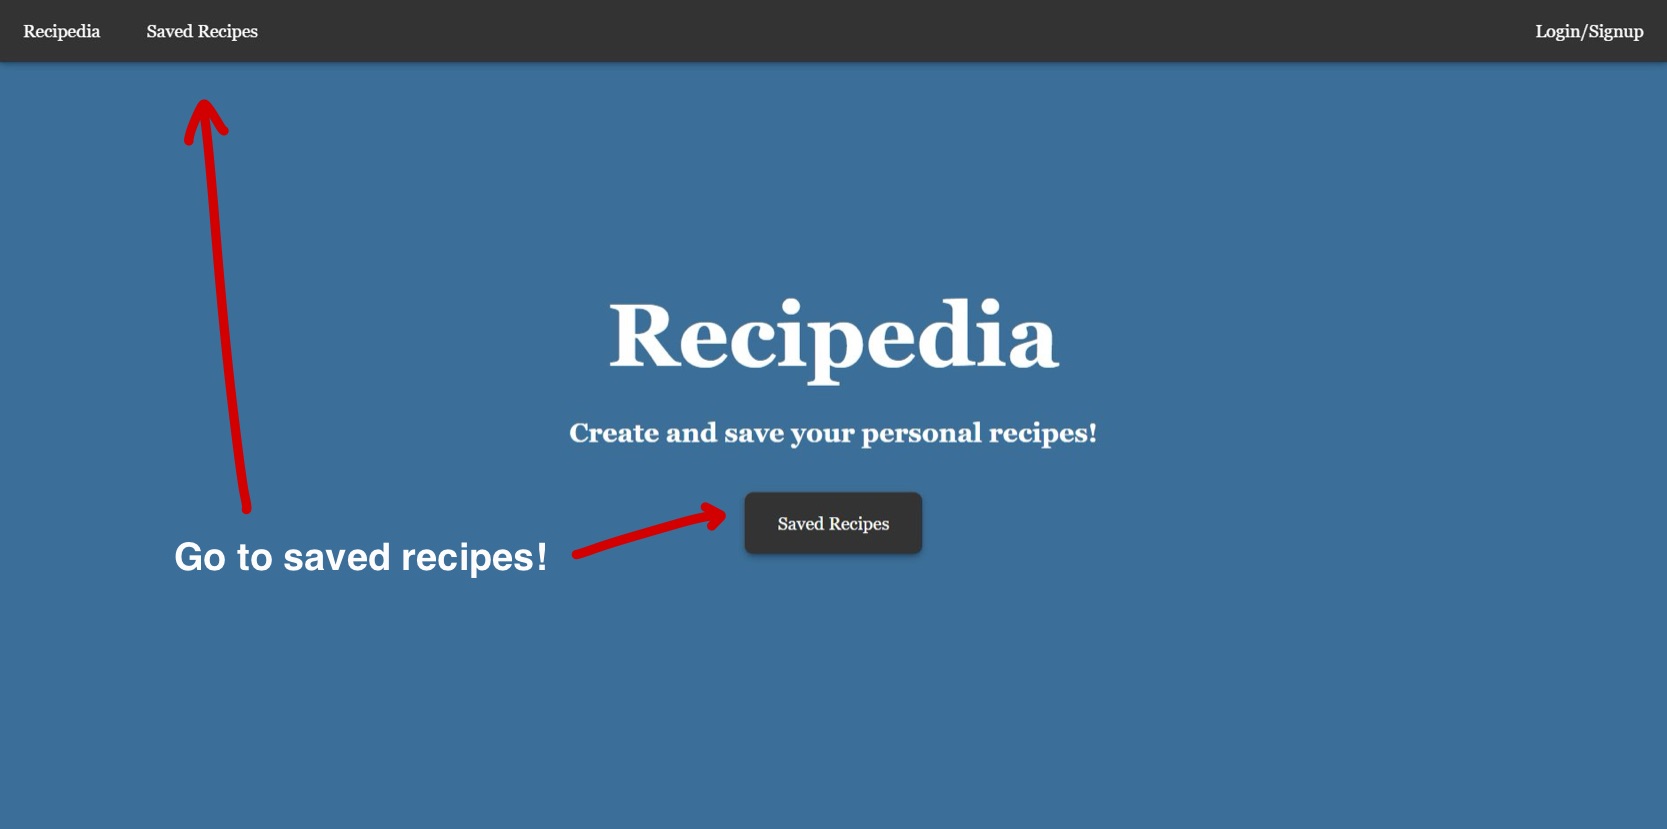 Recipedia
Saved Recipes
Login/Signup
Recipedia
Create and save your personal recipes!
Saved Recipes
Go to saved recipes!